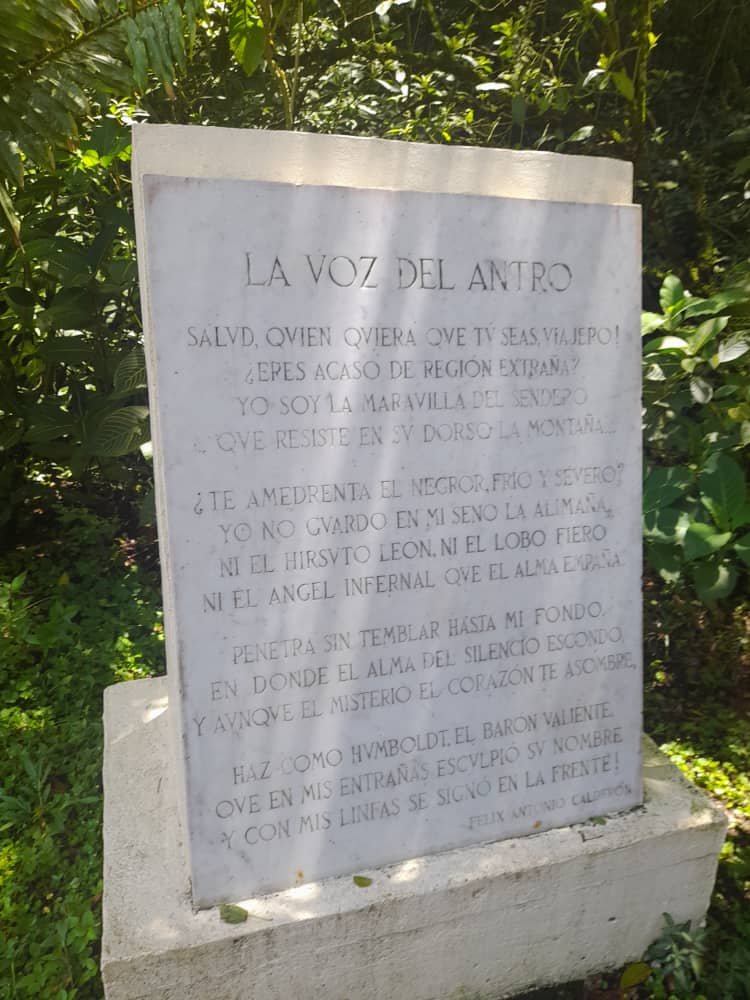 LA VOZ DEL ANTRO
SALVD, QVIEN QVIERA QVE TV SEAS, VIAJERO!
¿ERES ACASO DE REGIÓN EXTRAÑA?
YO SOY LA MARAVILLA DEL SENDERO
QVE RESISTE EN SV DORSO LA MONTAÑA...
¿TE AMEDRENTA EL NEGROR, FRIO Y SEVERO?
YO NO GVARDO EN MI SENO LA ALIMAÑA,
NI EL HIRSVTO LEON, NI EL LOBO FIERO
NI EL ANGEL INFERNAL QVE EL ALMA EMPAÑA.
PENETRA SIN TEMBLAR HASTA MI FONDO,
EN DONDE EL ALMA DEL SILENCIO ESCONDO,
Y AVNQVE EL MISTERIO EL CORAZÓN TE ASOMBRE,
HAZ COMO HVMBOLDT, EL BARÓN VALIENTE,
QVE EN MIS ENTRAÑAS ESCVLPIÓ SV NOMBRE
Y CON MIS LINFAS SE SIGNÓ EN LA FRENTE!
FELIX ANTONIO CALDERÓN